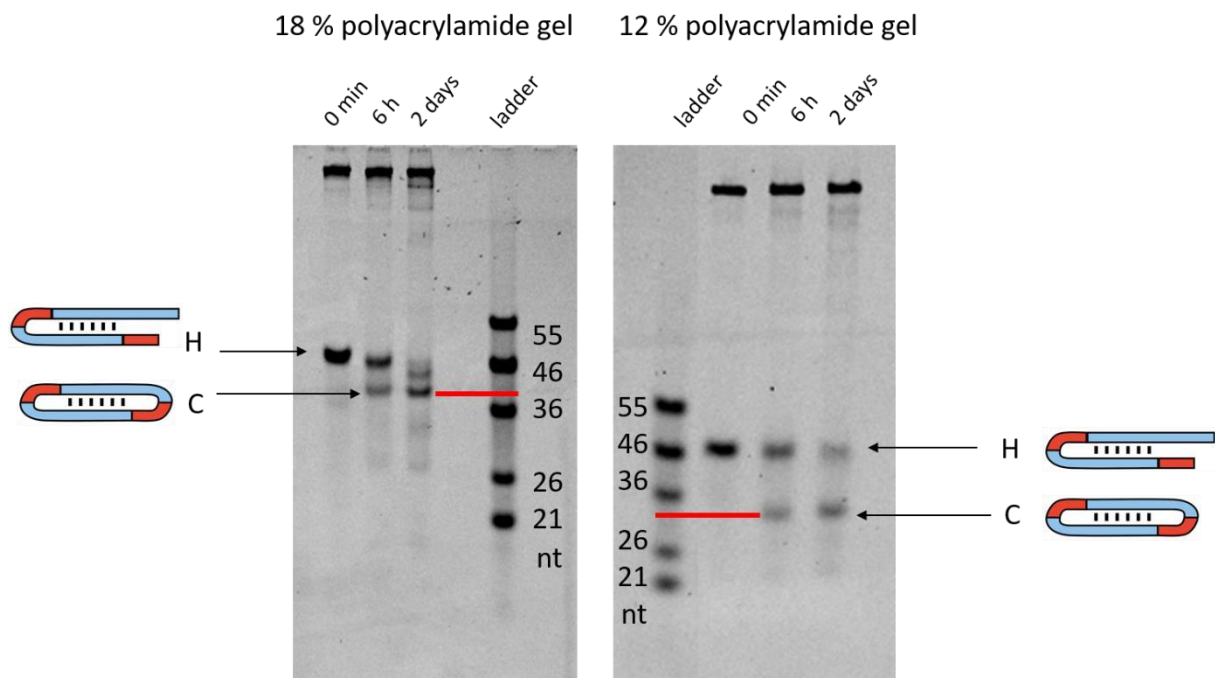 18 % polyacrylamide gel
0 min
6 h
2 days
ladder
H
C
55
46
36
26
21
nt
12 % polyacrylamide gel
ladder
0 min
6 h
2 days
55
46
36
26
21
nt
H
C